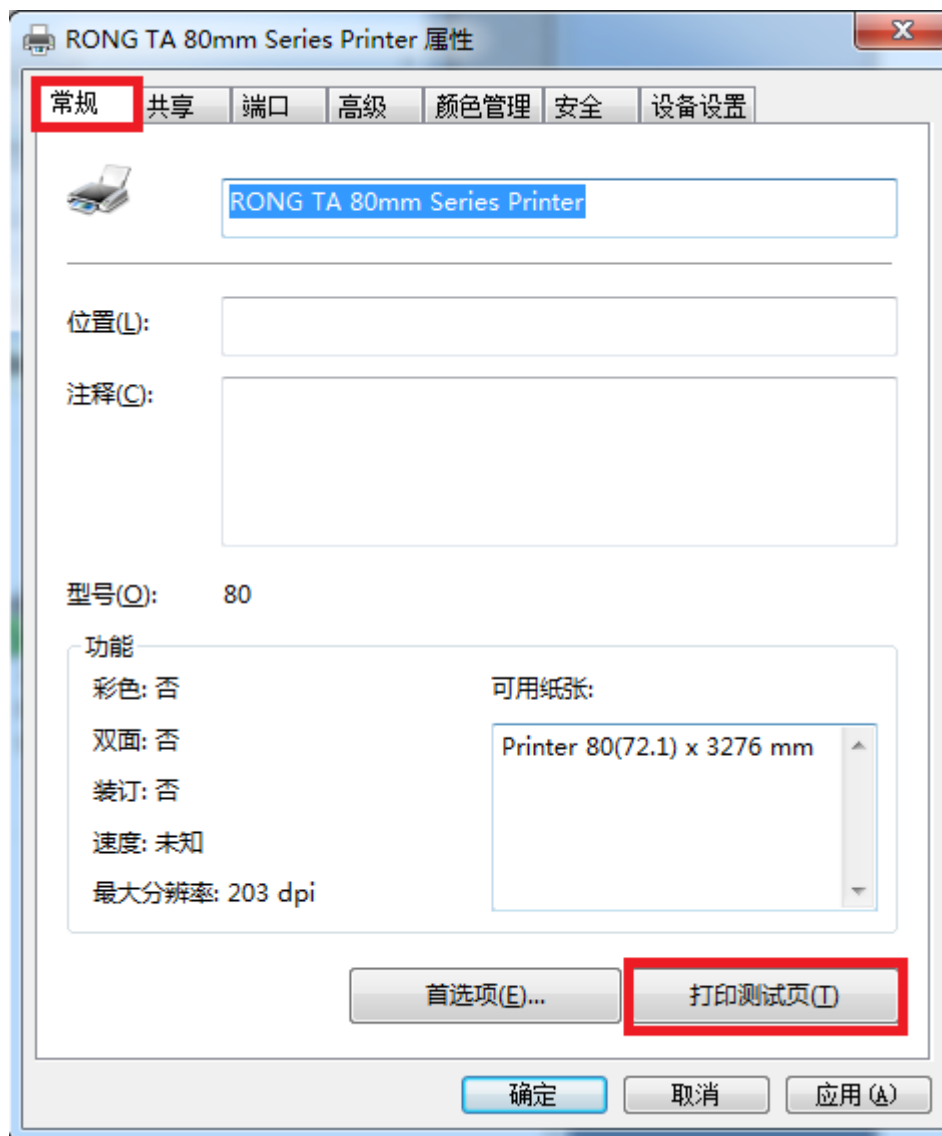 RONG TA 80mm Series Printer 属性
常规 共享 端口 高级 颜色管理 安全 设备设置
RONG TA 80mm Series Printer
位置(L):
注释(C):
型号(O): 80
功能
彩色: 否
可用纸张:
双面: 否
Printer 80(72.1) x 3276 mm
装订: 否
速度: 未知
最大分辨率: 203 dpi
首选项(E)... 打印测试页(T)
确定 取消 应用(A)